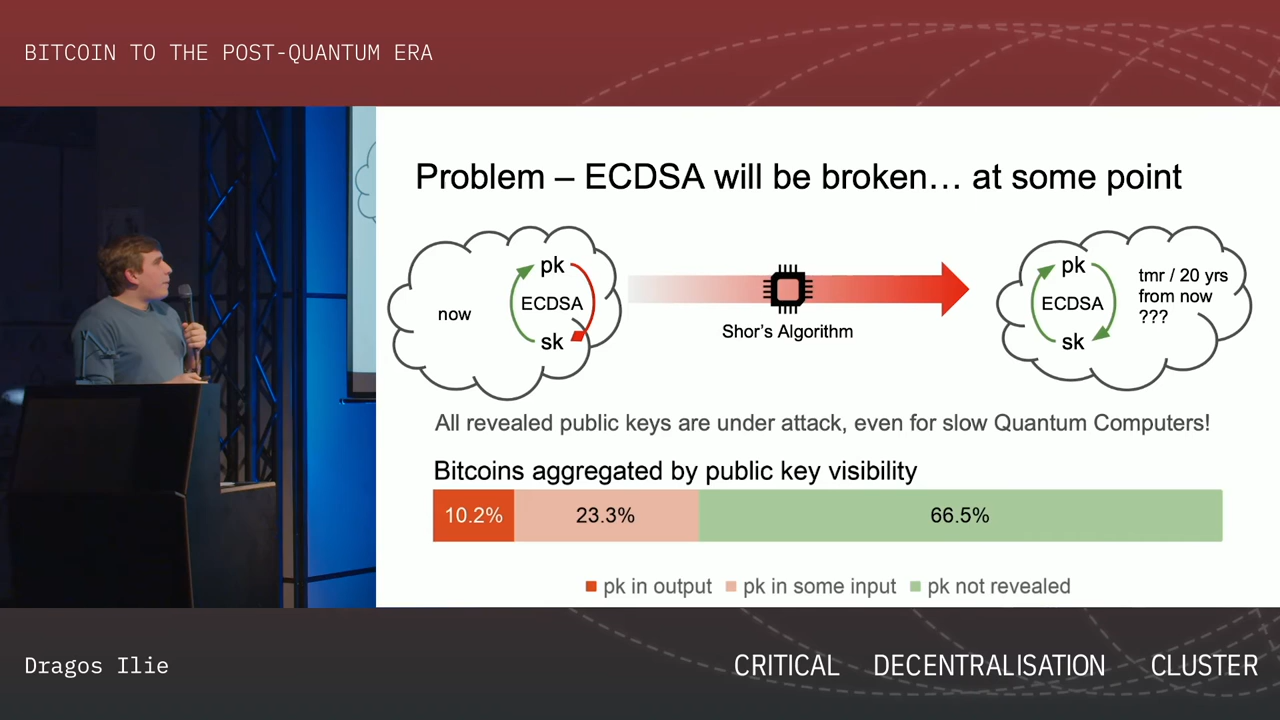 BITCOIN TO THE POST-QUANTUM ERA
Problem – ECDSA will be broken… at some point
now
pk
ECDSA
sk
Shor's Algorithm
pk
ECDSA
sk
tmr / 20 yrs
from now
???
All revealed public keys are under attack, even for slow Quantum Computers!
Bitcoins aggregated by public key visibility
10.2% 23.3% 66.5%
pk in output pk in some input pk not revealed
Dragos Ilie
CRITICAL DECENTRALISATION CLUSTER